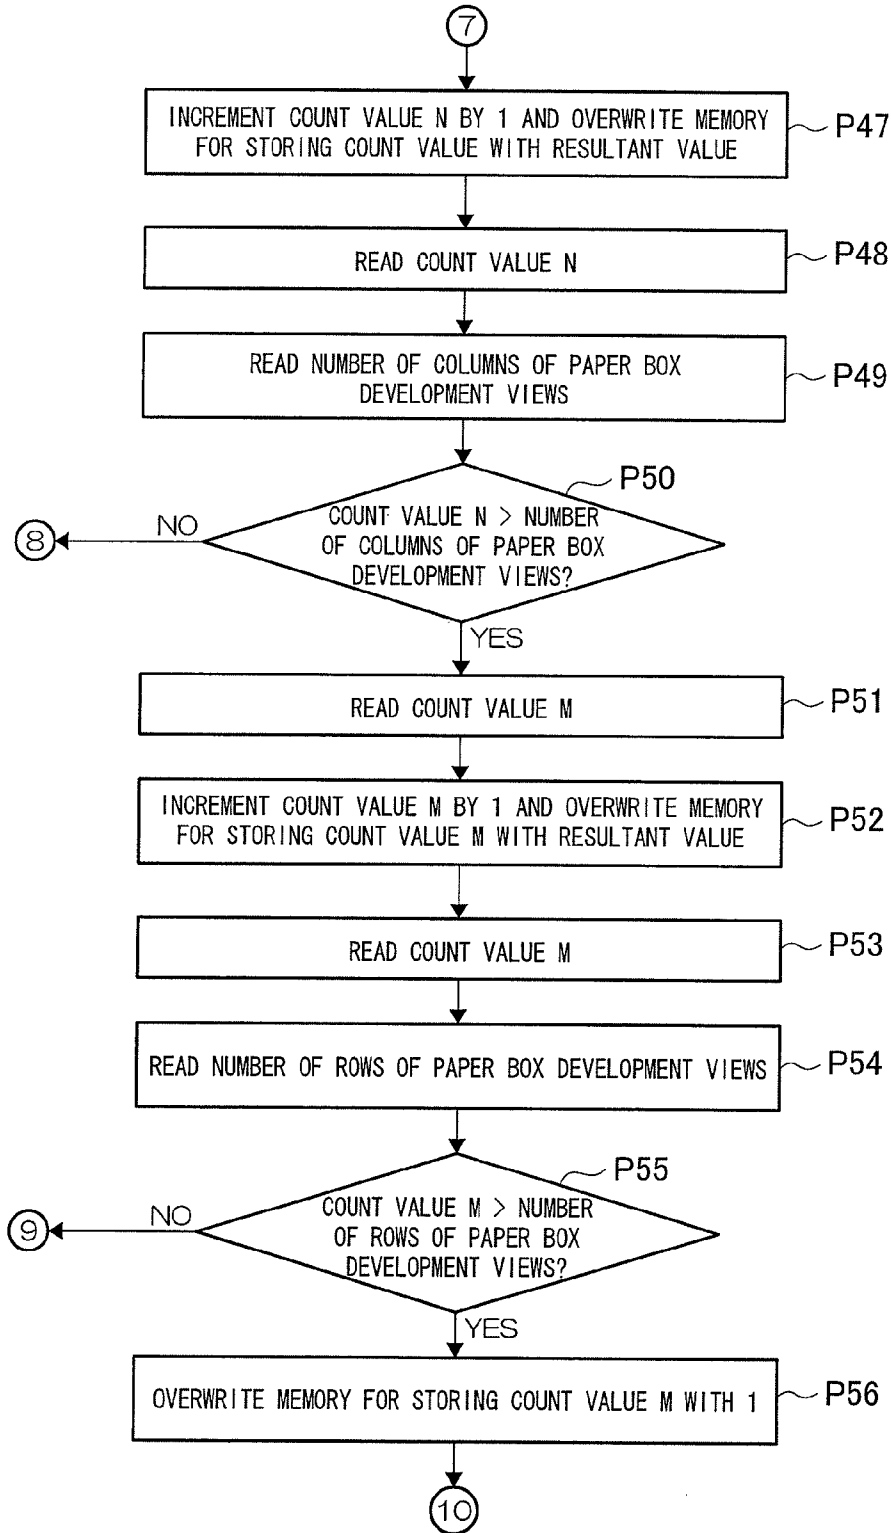 7
INCREMENT COUNT VALUE N BY 1 AND OVERWRITE MEMORY
FOR STORING COUNT VALUE WITH RESULTANT VALUE
P47
READ COUNT VALUE N
P48
READ NUMBER OF COLUMNS OF PAPER BOX
DEVELOPMENT VIEWS
P49
P50
COUNT VALUE N > NUMBER
OF COLUMNS OF PAPER BOX
DEVELOPMENT VIEWS?
NO
8
YES
READ COUNT VALUE M
P51
INCREMENT COUNT VALUE M BY 1 AND OVERWRITE MEMORY
FOR STORING COUNT VALUE M WITH RESULTANT VALUE
P52
READ COUNT VALUE M
P53
READ NUMBER OF ROWS OF PAPER BOX DEVELOPMENT VIEWS
P54
P55
COUNT VALUE M > NUMBER
OF ROWS OF PAPER BOX
DEVELOPMENT VIEWS?
NO
9
YES
OVERWRITE MEMORY FOR STORING COUNT VALUE M WITH 1
P56
10